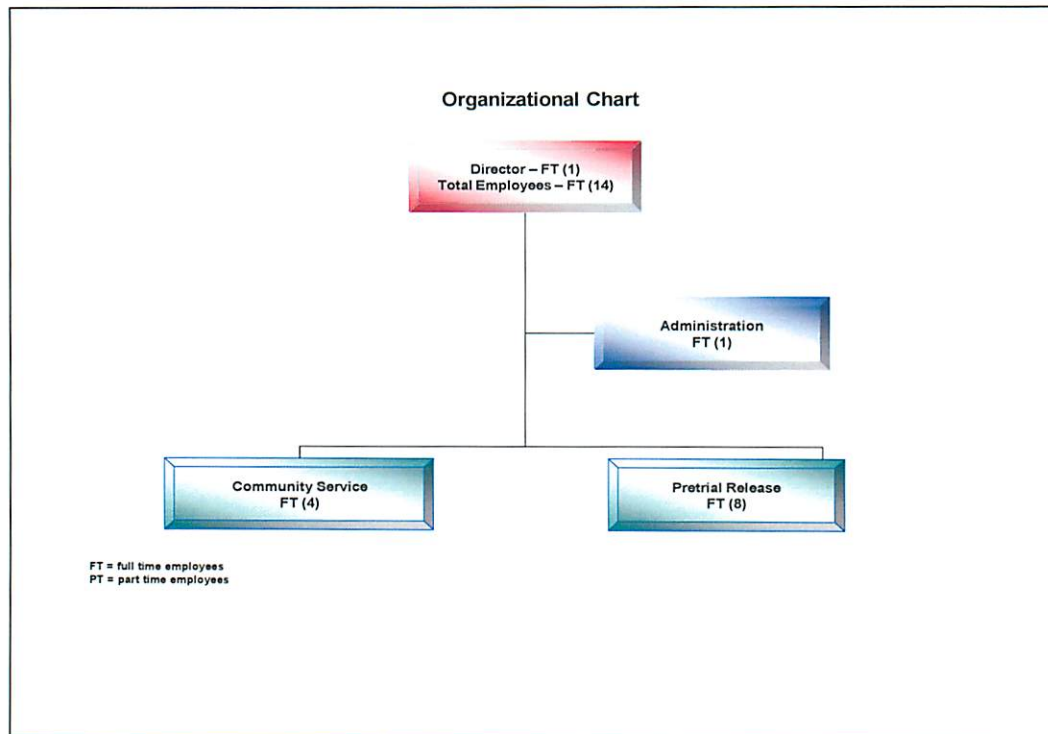 Organizational Chart
Director – FT (1)
Total Employees – FT (14)
Administration
FT (1)
Community Service
FT (4)
Pretrial Release
FT (8)
FT = full time employees
PT = part time employees